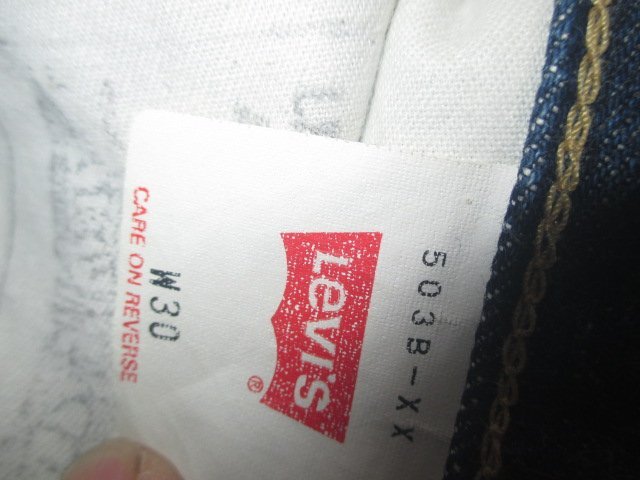 503B-XX
Levi's
®
W30
CARE ON REVERSE